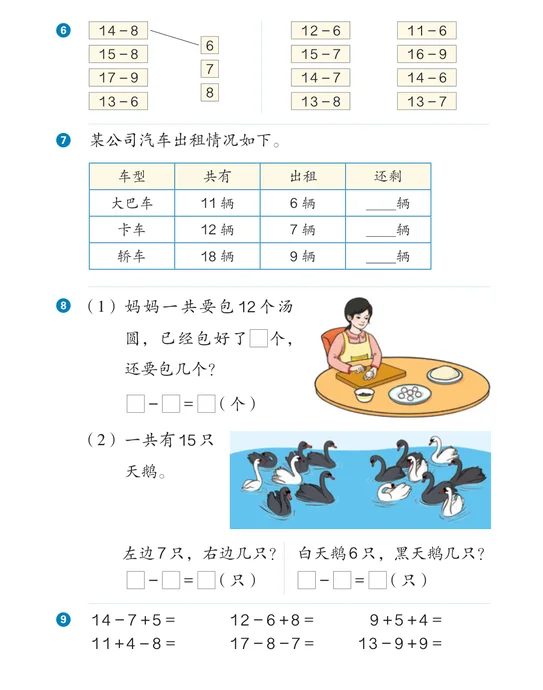 6 14-8 6 12-6 11-6
15-8 7 15-7 16-9
17-9 8 14-7 14-6
13-6 13-8 13-7
7 某公司汽车出租情况如下。
车型 共有 出租 还剩
大巴车 11辆 6辆 ____辆
卡车 12辆 7辆 ____辆
轿车 18辆 9辆 ____辆
8 (1) 妈妈一共要包12个汤
圆，已经包好了□个，
还要包几个？
□-□=□(个)
(2) 一共有15只
天鹅。
左边7只，右边几只？ 白天鹅6只，黑天鹅几只？
□-□=□(只) □-□=□(只)
9 14-7+5= 12-6+8= 9+5+4=
11+4-8= 17-8-7= 13-9+9=